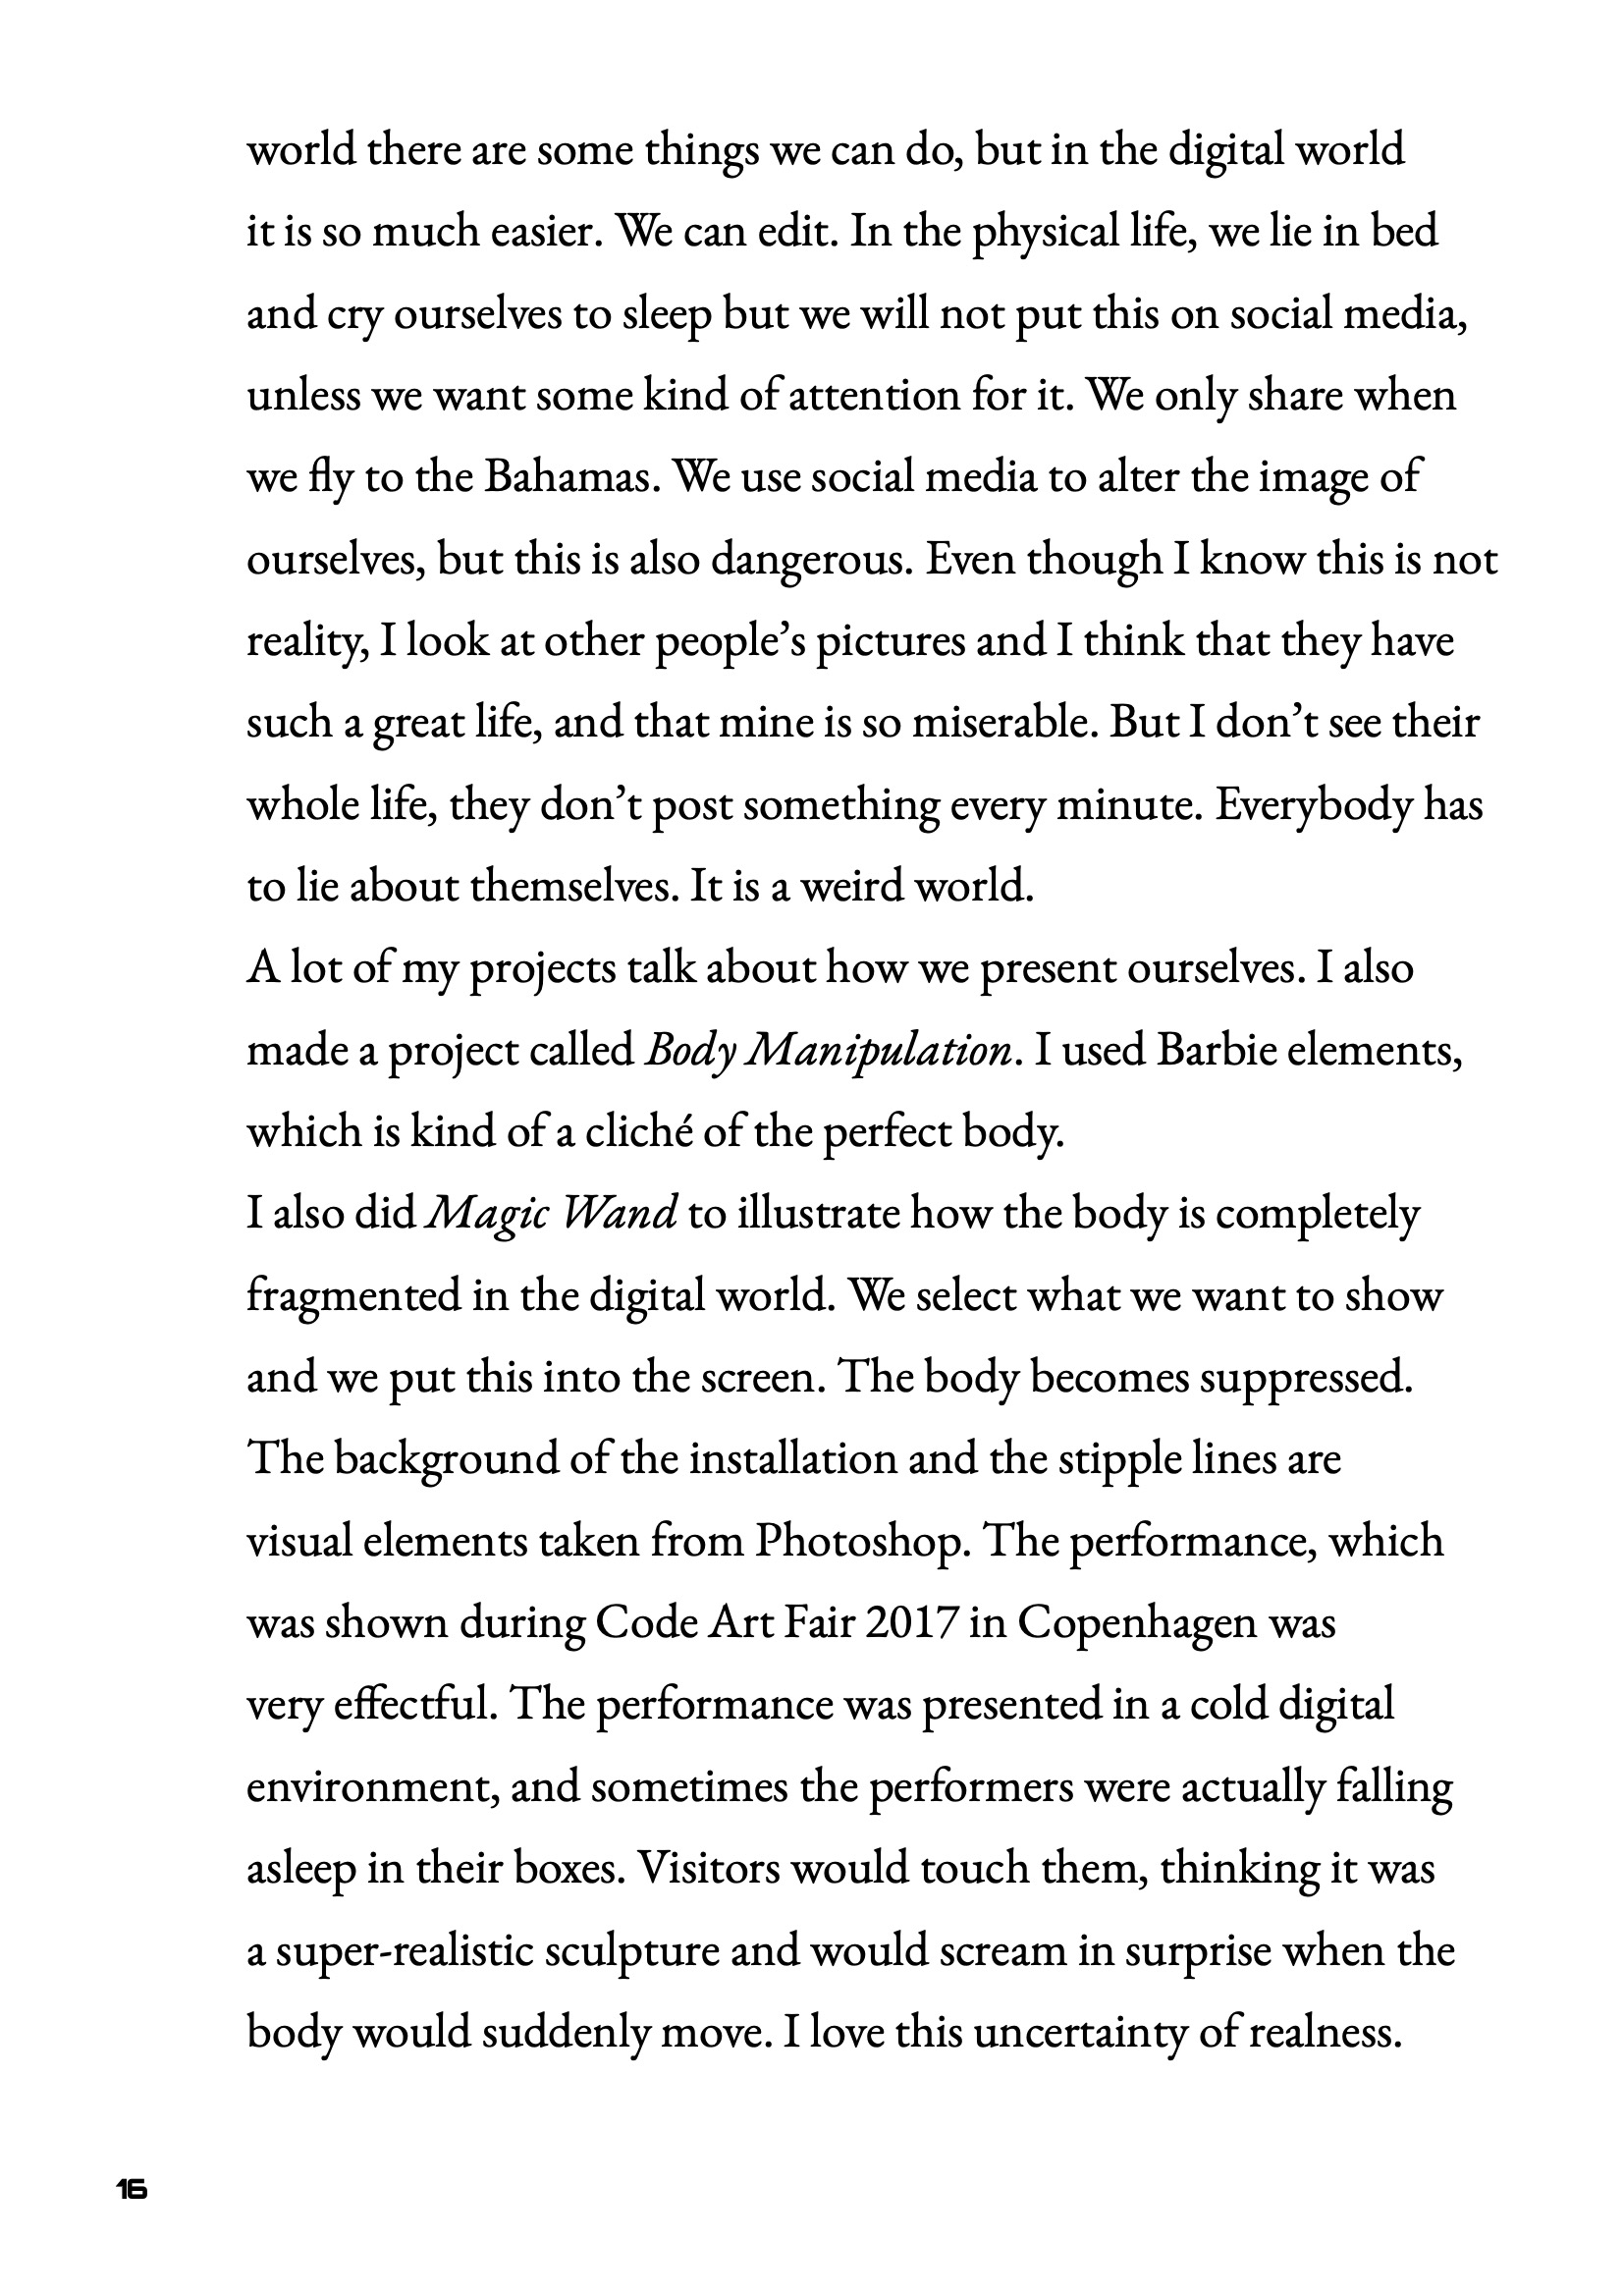 world there are some things we can do, but in the digital world
it is so much easier. We can edit. In the physical life, we lie in bed
and cry ourselves to sleep but we will not put this on social media,
unless we want some kind of attention for it. We only share when
we fly to the Bahamas. We use social media to alter the image of
ourselves, but this is also dangerous. Even though I know this is not
reality, I look at other people’s pictures and I think that they have
such a great life, and that mine is so miserable. But I don’t see their
whole life, they don’t post something every minute. Everybody has
to lie about themselves. It is a weird world.
A lot of my projects talk about how we present ourselves. I also
made a project called Body Manipulation. I used Barbie elements,
which is kind of a cliché of the perfect body.
I also did Magic Wand to illustrate how the body is completely
fragmented in the digital world. We select what we want to show
and we put this into the screen. The body becomes suppressed.
The background of the installation and the stipple lines are
visual elements taken from Photoshop. The performance, which
was shown during Code Art Fair 2017 in Copenhagen was
very effectful. The performance was presented in a cold digital
environment, and sometimes the performers were actually falling
asleep in their boxes. Visitors would touch them, thinking it was
a super-realistic sculpture and would scream in surprise when the
body would suddenly move. I love this uncertainty of realness.
16